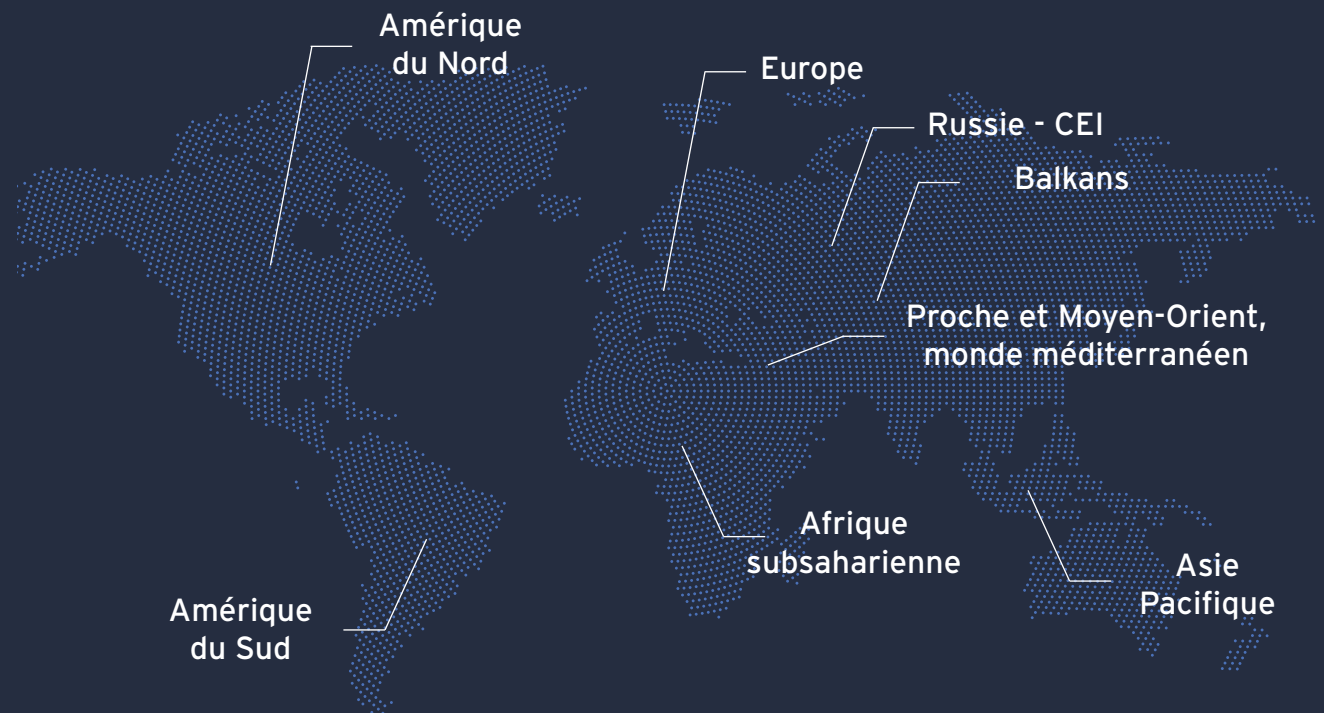 Amérique
du Nord
Europe
Russie - CEI
Balkans
Proche et Moyen-Orient,
monde méditerranéen
Afrique
subsaharienne
Asie
Pacifique
Amérique
du Sud